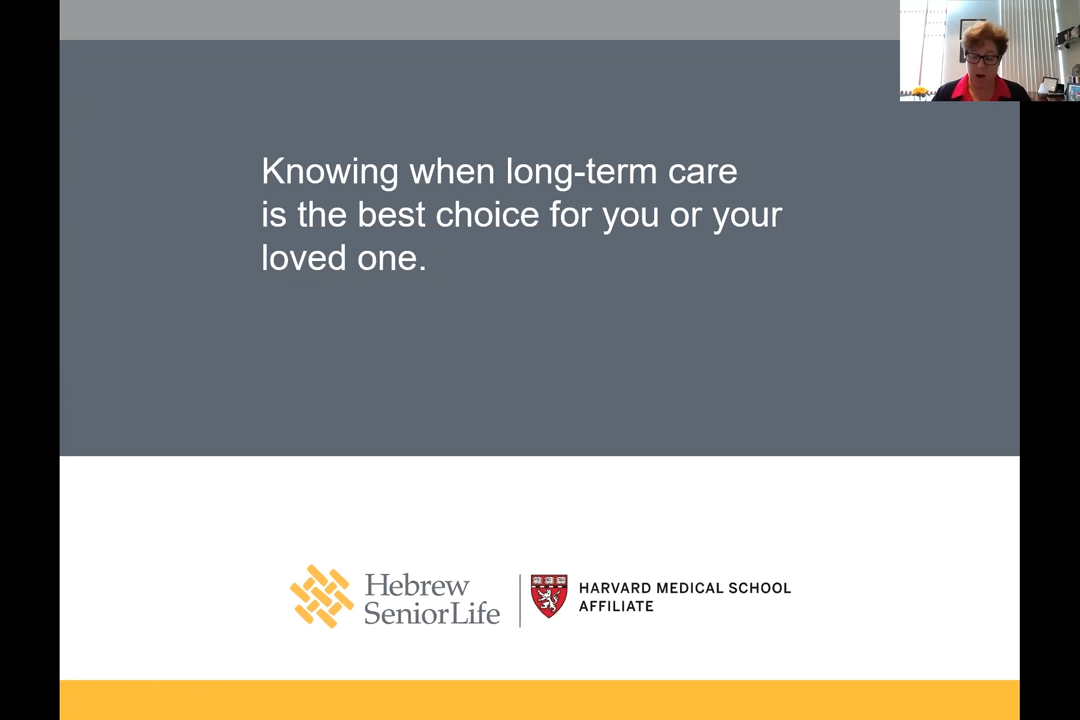 Knowing when long-term care
is the best choice for you or your
loved one.
Hebrew
SeniorLife
HARVARD MEDICAL SCHOOL
AFFILIATE